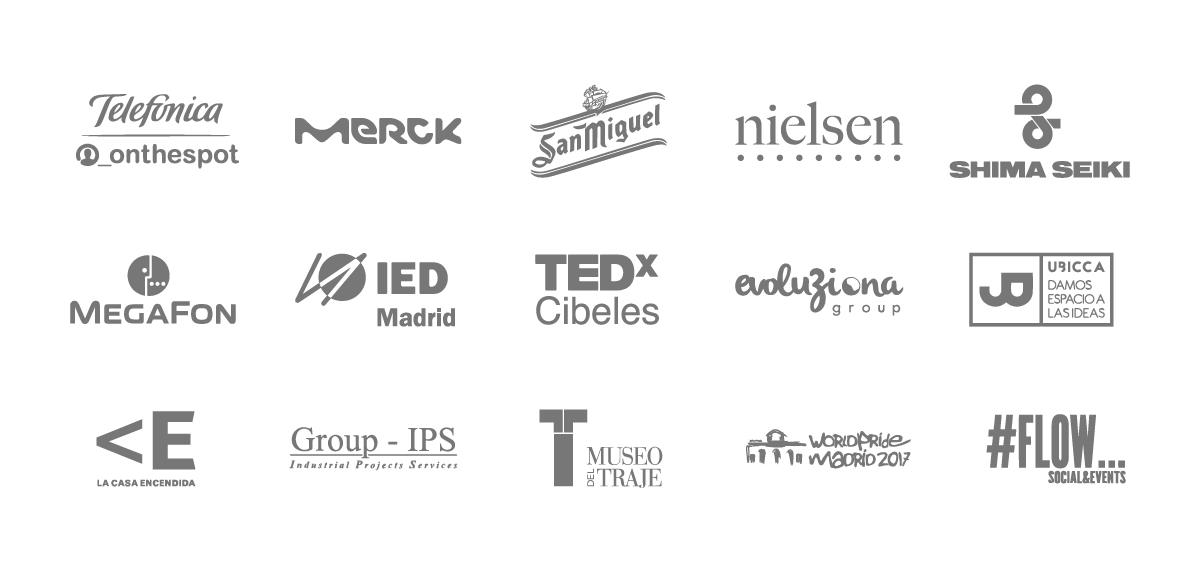 Telefónica
_onthespot
MERCK
San Miguel
nielsen
SHIMA SEIKI
MEGAFON
IED
Madrid
TEDx
Cibeles
evoluziona
group
UBICCA
DAMOS
ESPACIO A
LAS IDEAS
<E
LA CASA ENCENDIDA
Group - IPS
Industrial Projects Services
MUSEO
DEL TRAJE
WORLDPRIDE
MADRID 2017
#FLOW...
SOCIAL&EVENTS